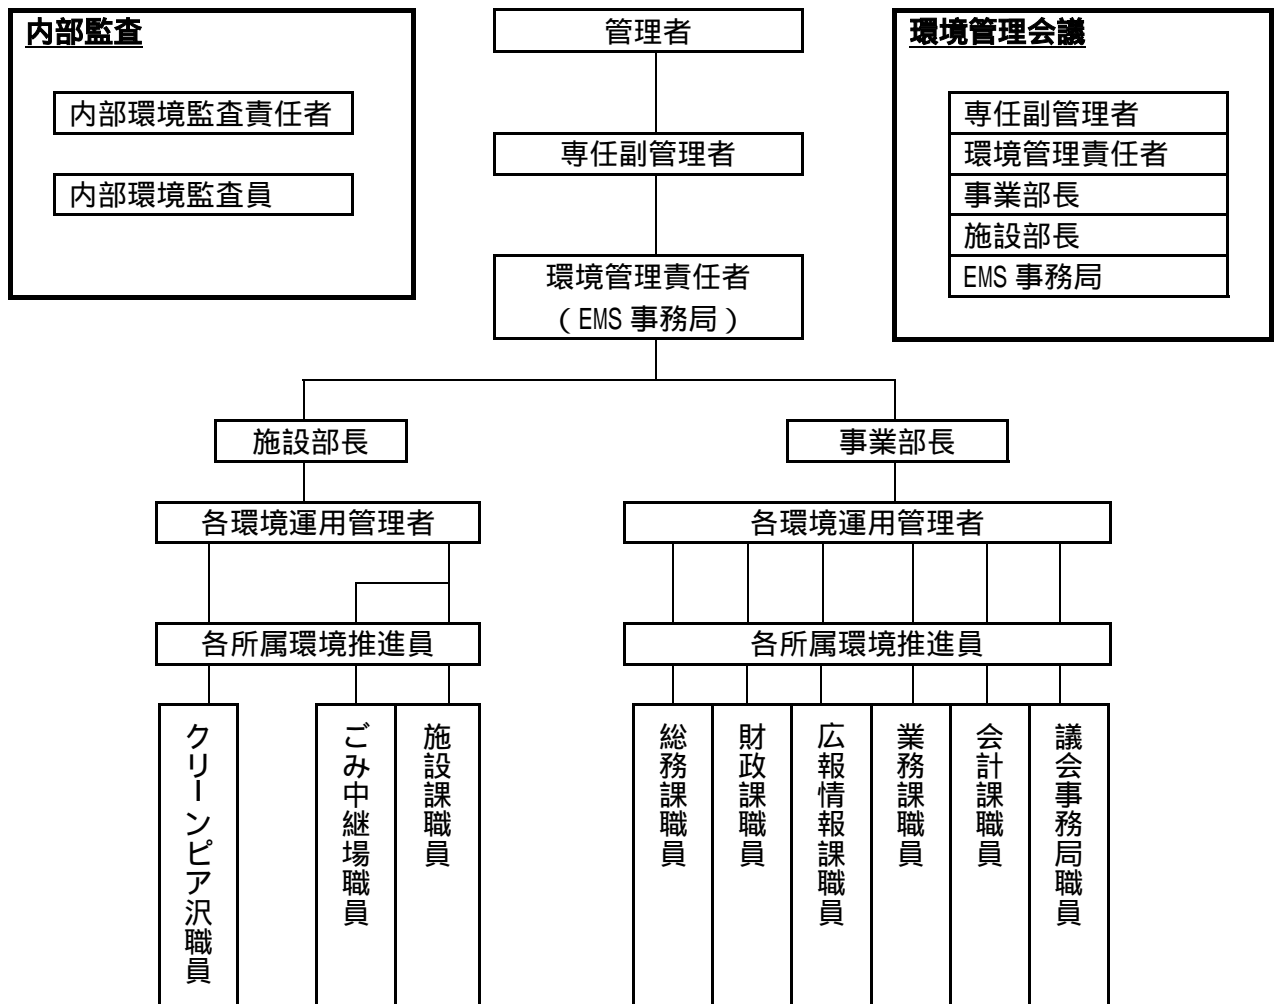 内部監査
内部環境監査責任者
内部環境監査員
管理者
専任副管理者
環境管理責任者
（EMS 事務局）
環境管理会議
専任副管理者
環境管理責任者
事業部長
施設部長
EMS 事務局
施設部長
事業部長
各環境運用管理者
各環境運用管理者
各所属環境推進員
各所属環境推進員
クリーンピア沢職員
ごみ中継場職員
施設課職員
総務課職員
財政課職員
広報情報課職員
業務課職員
会計課職員
議会事務局職員